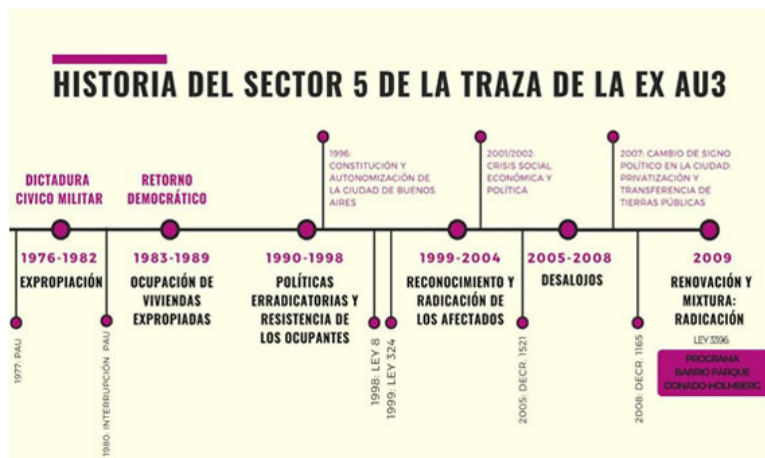 HISTORIA DEL SECTOR 5 DE LA TRAZA DE LA EX AU3
DICTADURA
CIVICO MILITAR
RETORNO
DEMOCRÁTICO
1996:
CONSTITUCIÓN Y
AUTONOMIZACIÓN DE
LA CIUDAD DE BUENOS
AIRES
2001/2002:
CRISIS SOCIAL,
ECONÓMICA Y
POLÍTICA
2007: CAMBIO DE SIGNO
POLÍTICO EN LA CIUDAD:
PRIVATIZACIÓN Y
TRANSFERENCIA DE
TIERRAS PÚBLICAS
1976-1982
EXPROPIACIÓN
1983-1989
OCUPACIÓN DE
VIVIENDAS
EXPROPIADAS
1990-1998
POLÍTICAS
ERRADICATORIAS Y
RESISTENCIA DE
LOS OCUPANTES
1999-2004
RECONOCIMIENTO Y
RADICACIÓN DE
LOS AFECTADOS
2005-2008
DESALOJOS
2009
RENOVACIÓN Y
MIXTURA:
RADICACIÓN
LEY 3396
PROGRAMA
BARRIO PARQUE
DONADO-HOLMBERG
1977: PAU
1980: INTERRUPCIÓN PAU
1998: LEY 8
1999: LEY 324
2005: DECR. 1521
2008: DECR. 1165